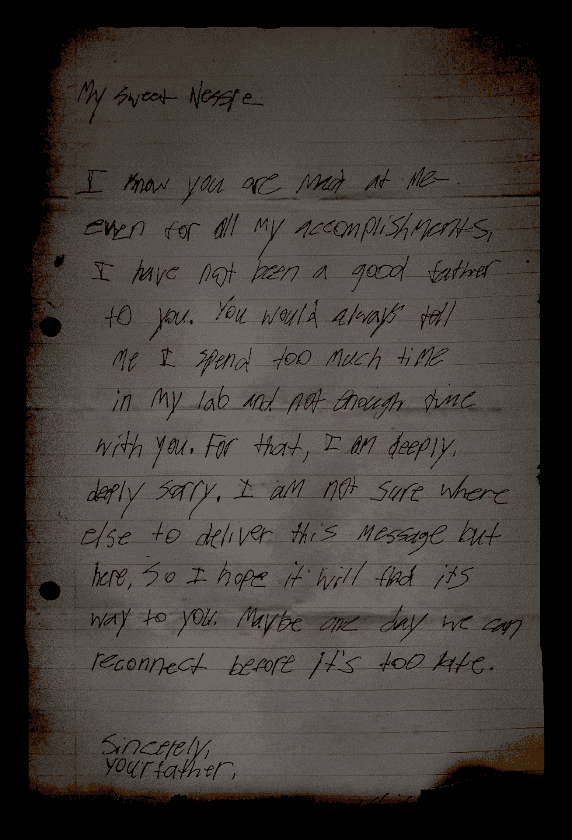 My sweet Nessie
I know you are mad at me-
even for all my accomplishments,
I have not been a good father
to you. You would always tell
me I spend too much time
in my lab and not enough time
with you. For that, I am deeply,
deeply sorry. I am not sure where
else to deliver this message but
here, so I hope it will find its
way to you. Maybe one day we can
reconnect before it's too late.
Sincerely,
your father,